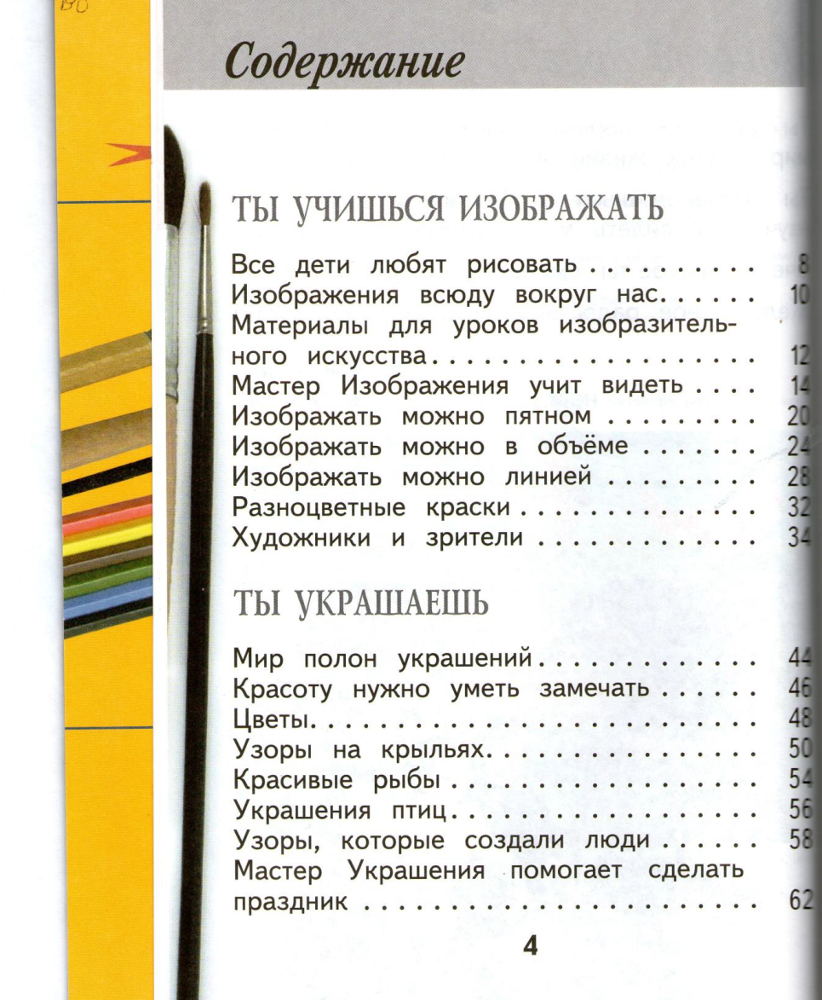 Содержание
ТЫ УЧИШЬСЯ ИЗОБРАЖАТЬ
Все дети любят рисовать . . . . . . . . . . 8
Изображения всюду вокруг нас. . . . . . 10
Материалы для уроков изобразитель-
ного искусства. . . . . . . . . . . . . . . . . . . 12
Мастер Изображения учит видеть . . . . 14
Изображать можно пятном . . . . . . . . . 20
Изображать можно в объёме . . . . . . . 24
Изображать можно линией . . . . . . . . . 28
Разноцветные краски . . . . . . . . . . . . . . 32
Художники и зрители . . . . . . . . . . . . . 34
ТЫ УКРАШАЕШЬ
Мир полон украшений. . . . . . . . . . . . . 44
Красоту нужно уметь замечать . . . . . . 46
Цветы. . . . . . . . . . . . . . . . . . . . . . . . . . 48
Узоры на крыльях. . . . . . . . . . . . . . . . 50
Красивые рыбы . . . . . . . . . . . . . . . . . . 54
Украшения птиц. . . . . . . . . . . . . . . . . . 56
Узоры, которые создали люди . . . . . . 58
Мастер Украшения помогает сделать
праздник . . . . . . . . . . . . . . . . . . . . . . . 62
4